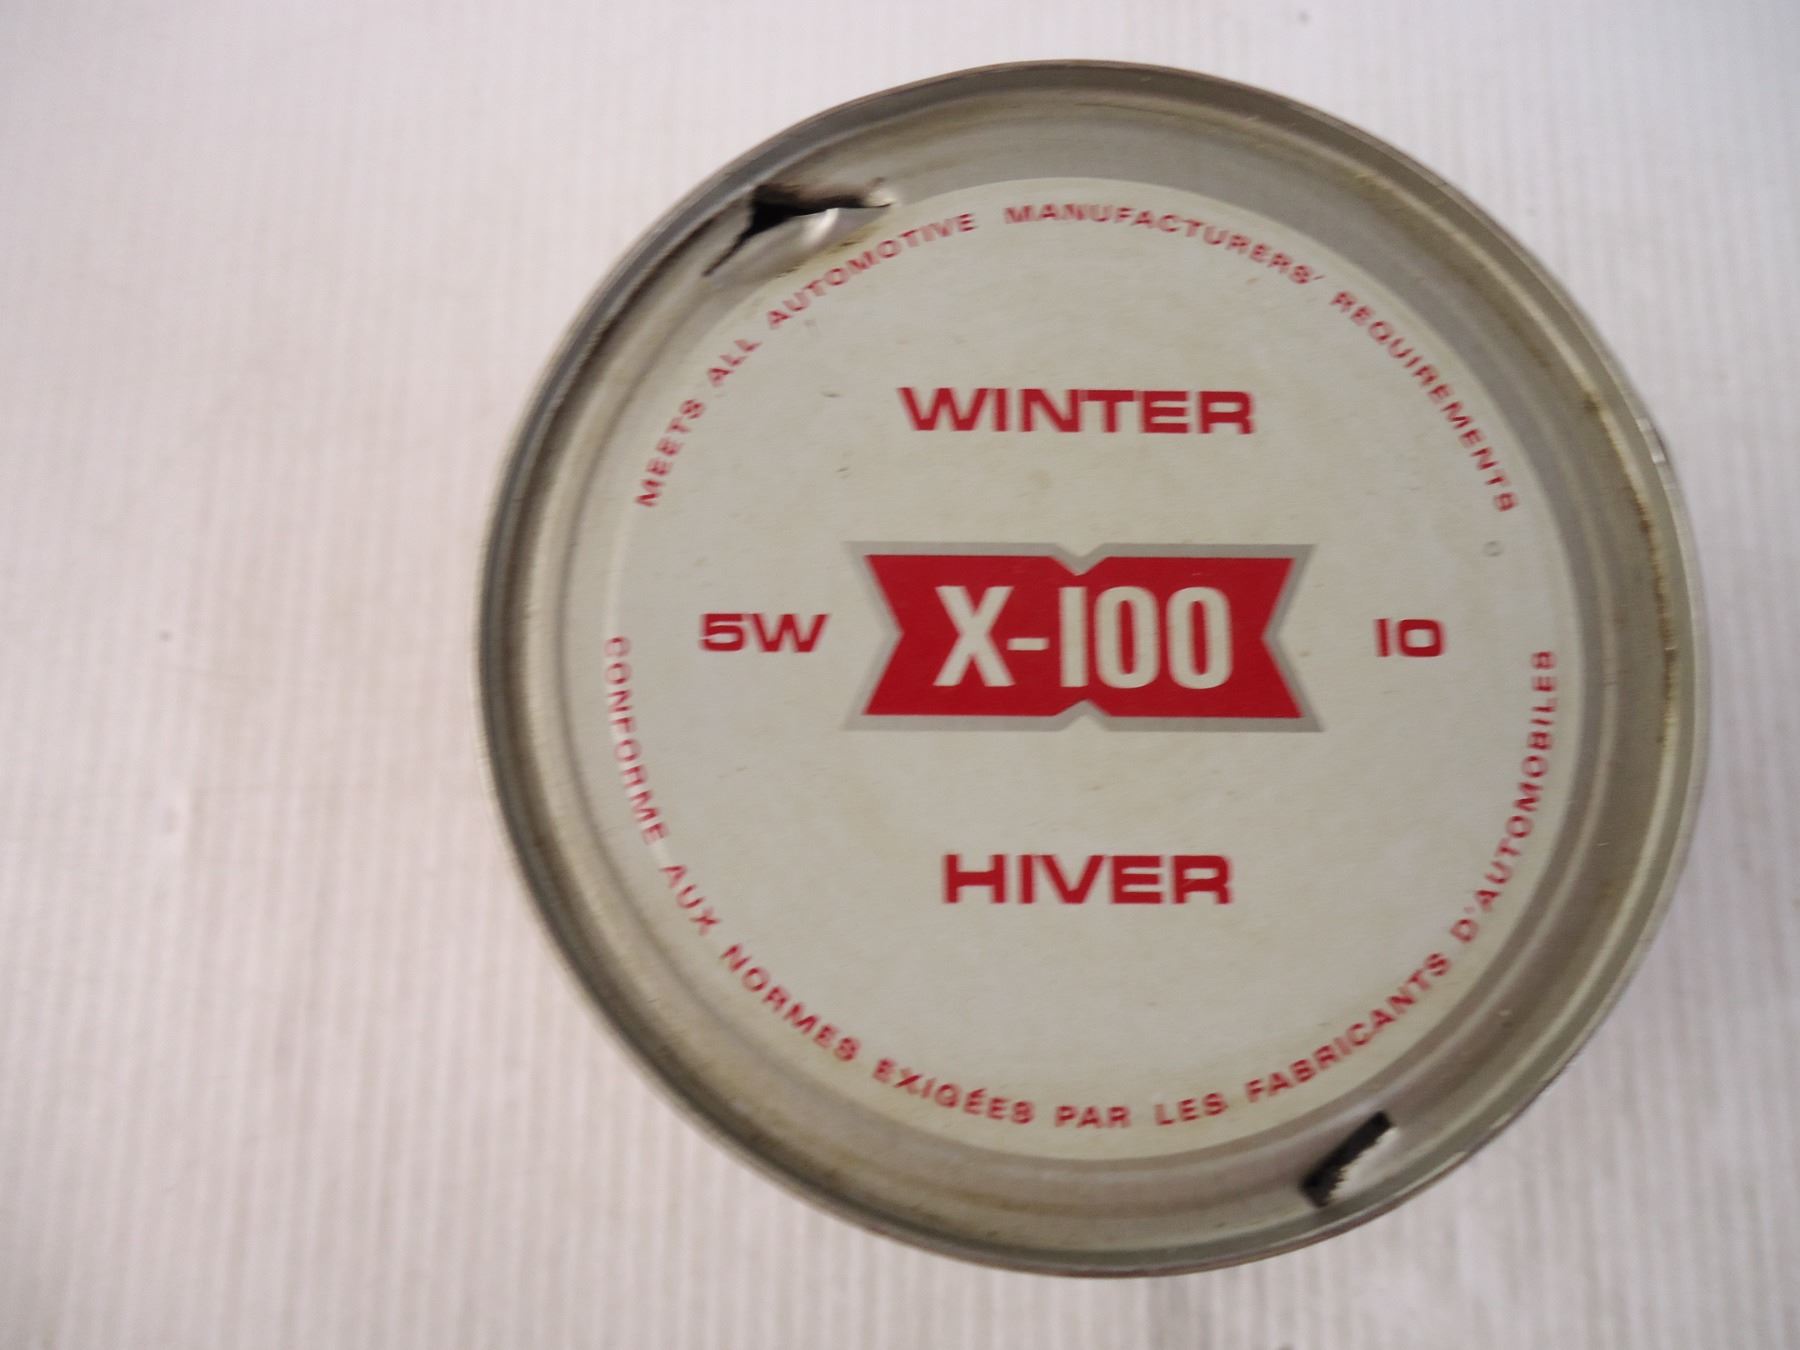 MEETS ALL AUTOMOTIVE MANUFACTURERS' REQUIREMENTS
WINTER
5W X-100 10
HIVER
CONFORME AUX NORMES EXIGÉES PAR LES FABRICANTS D'AUTOMOBILES